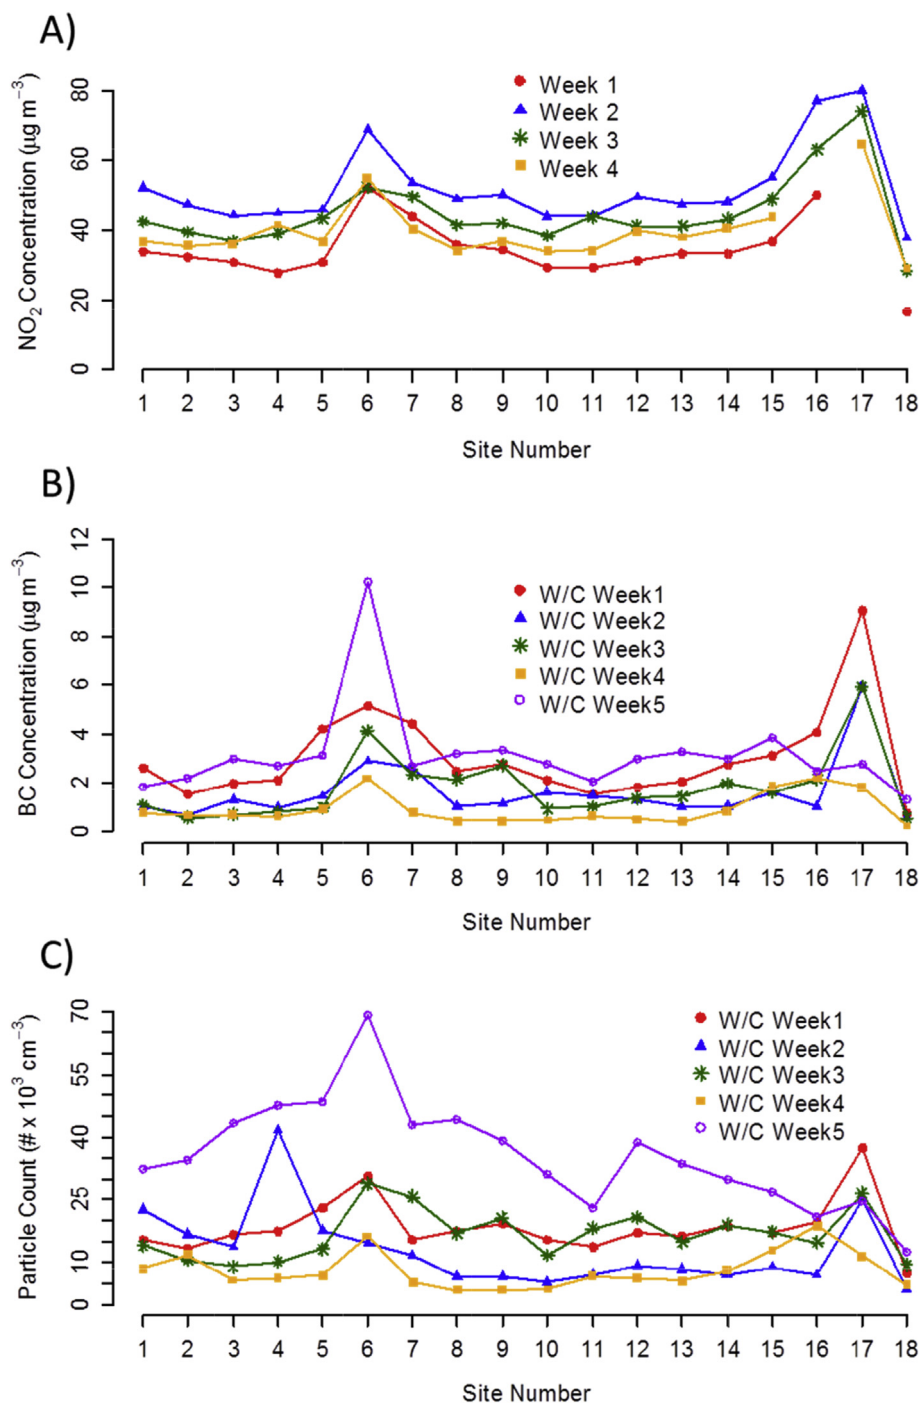 A)
NO₂ Concentration (µg m⁻³)
80
60
40
20
0
Week 1
Week 2
Week 3
Week 4
1 2 3 4 5 6 7 8 9 10 11 12 13 14 15 16 17 18
Site Number
B)
BC Concentration (µg m⁻³)
12
10
8
6
4
2
0
W/C Week1
W/C Week2
W/C Week3
W/C Week4
W/C Week5
1 2 3 4 5 6 7 8 9 10 11 12 13 14 15 16 17 18
Site Number
C)
Particle Count (# x 10³ cm⁻³)
70
55
40
25
10
0
W/C Week1
W/C Week2
W/C Week3
W/C Week4
W/C Week5
1 2 3 4 5 6 7 8 9 10 11 12 13 14 15 16 17 18
Site Number